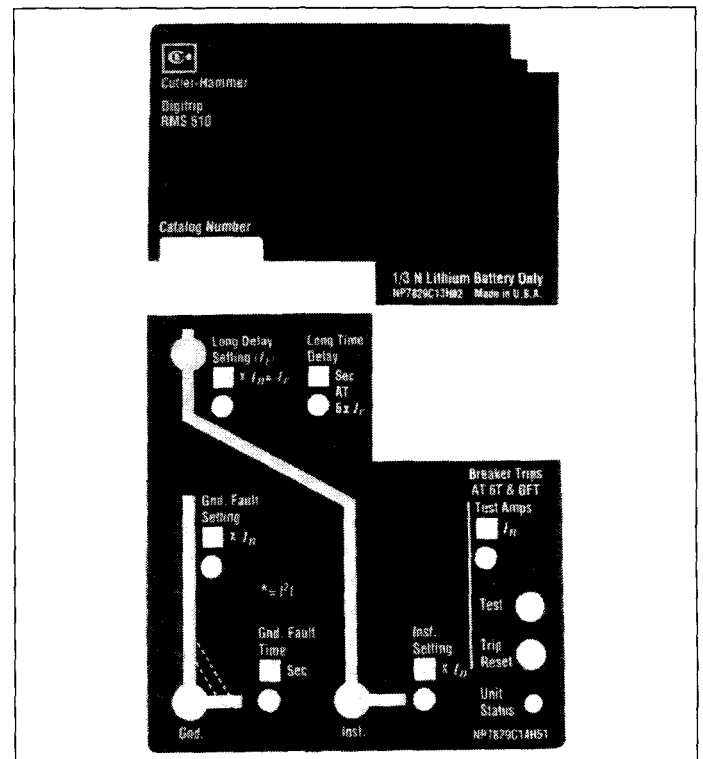 Cutler-Hammer
Digitrip
RMS 510
Catalog Number
1/3 N Lithium Battery Only
NP7829C13H02 Made in U.S.A.
Long Delay
Setting (Ir)
x In = Ir
Long Time
Delay
Sec
AT
6x Ir
Gnd. Fault
Setting
x In
*= I²t
Gnd. Fault
Time
Sec
Gnd.
Inst.
Setting
x In
Inst.
Breaker Trips
AT 6T & GFT
Test Amps
In
Test
Trip
Reset
Unit
Status
NP7829C14H51